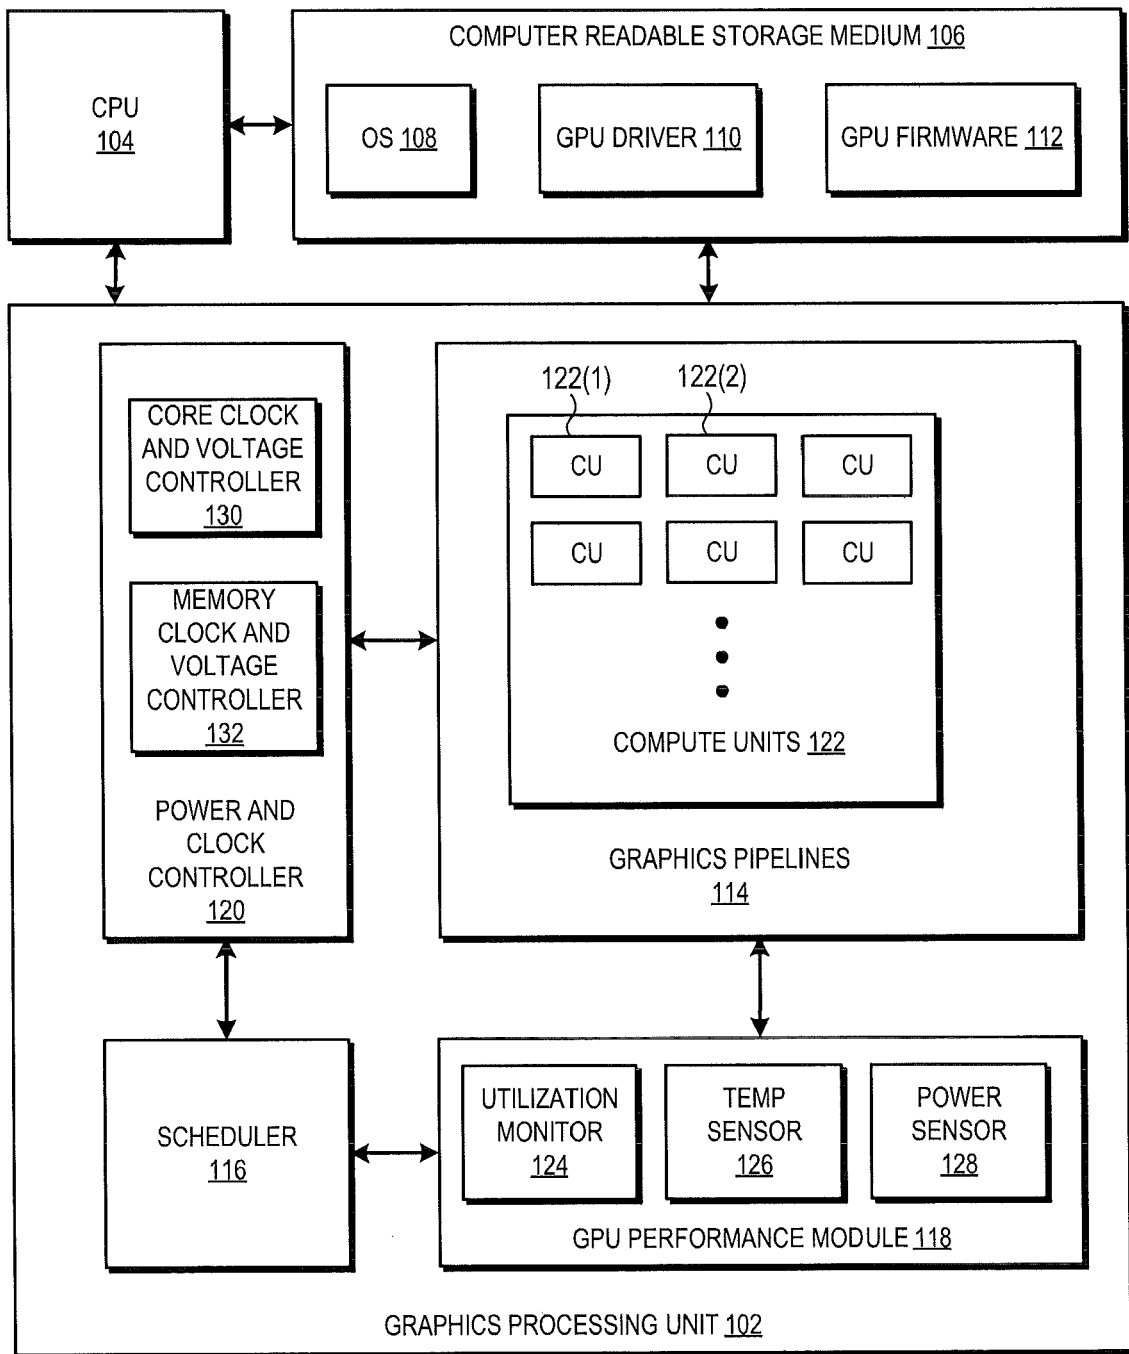 COMPUTER READABLE STORAGE MEDIUM 106
CPU
104
OS 108
GPU DRIVER 110
GPU FIRMWARE 112
122(1)
122(2)
CORE CLOCK
AND VOLTAGE
CONTROLLER
130
CU
CU
CU
CU
CU
CU
MEMORY
CLOCK AND
VOLTAGE
CONTROLLER
132
COMPUTE UNITS 122
POWER AND
CLOCK
CONTROLLER
120
GRAPHICS PIPELINES
114
SCHEDULER
116
UTILIZATION
MONITOR
124
TEMP
SENSOR
126
POWER
SENSOR
128
GPU PERFORMANCE MODULE 118
GRAPHICS PROCESSING UNIT 102